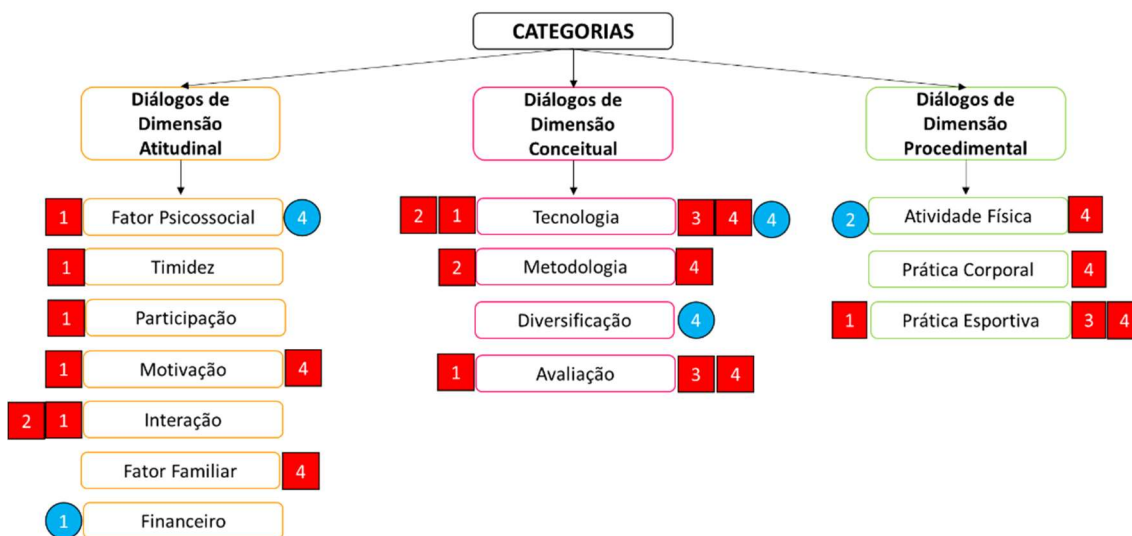 CATEGORIAS
Diálogos de
Dimensão
Atitudinal
Diálogos de
Dimensão
Conceitual
Diálogos de
Dimensão
Procedimental
1 Fator Psicossocial 4
1 Timidez
1 Participação
1 Motivação 4
2 1 Interação
Fator Familiar 4
1 Financeiro
2 1 Tecnologia 3 4 4
2 Metodologia 4
Diversificação 4
1 Avaliação 3 4
2 Atividade Física 4
Prática Corporal 4
1 Prática Esportiva 3 4